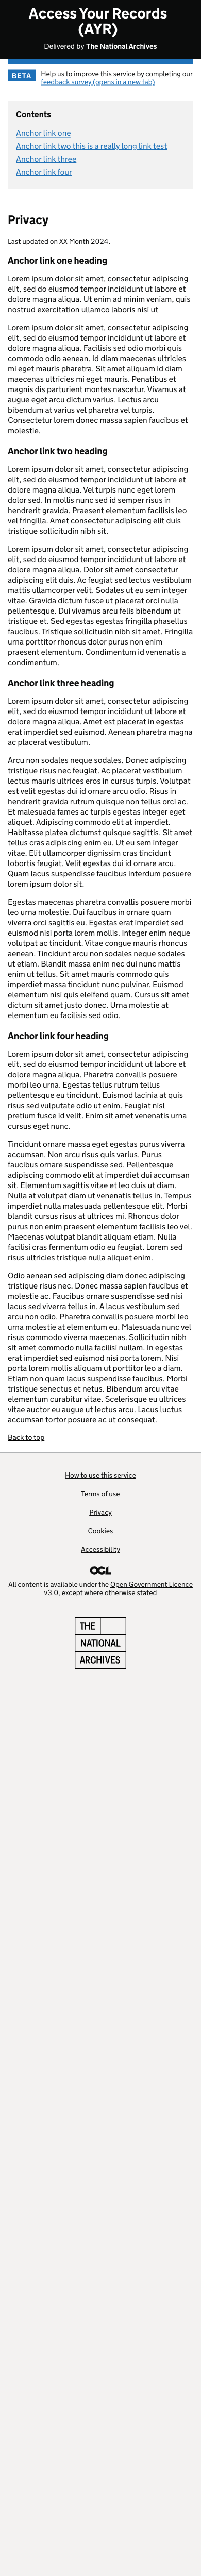 Access Your Records
(AYR)
Delivered by The National Archives
BETA
Help us to improve this service by completing our
feedback survey (opens in a new tab)
Contents
Anchor link one
Anchor link two this is a really long link test
Anchor link three
Anchor link four
Privacy
Last updated on XX Month 2024.
Anchor link one heading
Lorem ipsum dolor sit amet, consectetur adipiscing
elit, sed do eiusmod tempor incididunt ut labore et
dolore magna aliqua. Ut enim ad minim veniam, quis
nostrud exercitation ullamco laboris nisi ut
Lorem ipsum dolor sit amet, consectetur adipiscing
elit, sed do eiusmod tempor incididunt ut labore et
dolore magna aliqua. Facilisis sed odio morbi quis
commodo odio aenean. Id diam maecenas ultricies
mi eget mauris pharetra. Sit amet aliquam id diam
maecenas ultricies mi eget mauris. Penatibus et
magnis dis parturient montes nascetur. Vivamus at
augue eget arcu dictum varius. Lectus arcu
bibendum at varius vel pharetra vel turpis.
Consectetur lorem donec massa sapien faucibus et
molestie.
Anchor link two heading
Lorem ipsum dolor sit amet, consectetur adipiscing
elit, sed do eiusmod tempor incididunt ut labore et
dolore magna aliqua. Vel turpis nunc eget lorem
dolor sed. In mollis nunc sed id semper risus in
hendrerit gravida. Praesent elementum facilisis leo
vel fringilla. Amet consectetur adipiscing elit duis
tristique sollicitudin nibh sit.
Lorem ipsum dolor sit amet, consectetur adipiscing
elit, sed do eiusmod tempor incididunt ut labore et
dolore magna aliqua. Dolor sit amet consectetur
adipiscing elit duis. Ac feugiat sed lectus vestibulum
mattis ullamcorper velit. Sodales ut eu sem integer
vitae. Gravida dictum fusce ut placerat orci nulla
pellentesque. Dui vivamus arcu felis bibendum ut
tristique et. Sed egestas egestas fringilla phasellus
faucibus. Tristique sollicitudin nibh sit amet. Fringilla
urna porttitor rhoncus dolor purus non enim
praesent elementum. Condimentum id venenatis a
condimentum.
Anchor link three heading
Lorem ipsum dolor sit amet, consectetur adipiscing
elit, sed do eiusmod tempor incididunt ut labore et
dolore magna aliqua. Amet est placerat in egestas
erat imperdiet sed euismod. Aenean pharetra magna
ac placerat vestibulum.
Arcu non sodales neque sodales. Donec adipiscing
tristique risus nec feugiat. Ac placerat vestibulum
lectus mauris ultrices eros in cursus turpis. Volutpat
est velit egestas dui id ornare arcu odio. Risus in
hendrerit gravida rutrum quisque non tellus orci ac.
Et malesuada fames ac turpis egestas integer eget
aliquet. Adipiscing commodo elit at imperdiet.
Habitasse platea dictumst quisque sagittis. Sit amet
tellus cras adipiscing enim eu. Ut eu sem integer
vitae. Elit ullamcorper dignissim cras tincidunt
lobortis feugiat. Velit egestas dui id ornare arcu.
Quam lacus suspendisse faucibus interdum posuere
lorem ipsum dolor sit.
Egestas maecenas pharetra convallis posuere morbi
leo urna molestie. Dui faucibus in ornare quam
viverra orci sagittis eu. Egestas erat imperdiet sed
euismod nisi porta lorem mollis. Integer enim neque
volutpat ac tincidunt. Vitae congue mauris rhoncus
aenean. Tincidunt arcu non sodales neque sodales
ut etiam. Blandit massa enim nec dui nunc mattis
enim ut tellus. Sit amet mauris commodo quis
imperdiet massa tincidunt nunc pulvinar. Euismod
elementum nisi quis eleifend quam. Cursus sit amet
dictum sit amet justo donec. Urna molestie at
elementum eu facilisis sed odio.
Anchor link four heading
Lorem ipsum dolor sit amet, consectetur adipiscing
elit, sed do eiusmod tempor incididunt ut labore et
dolore magna aliqua. Pharetra convallis posuere
morbi leo urna. Egestas tellus rutrum tellus
pellentesque eu tincidunt. Euismod lacinia at quis
risus sed vulputate odio ut enim. Feugiat nisl
pretium fusce id velit. Enim sit amet venenatis urna
cursus eget nunc.
Tincidunt ornare massa eget egestas purus viverra
accumsan. Non arcu risus quis varius. Purus
faucibus ornare suspendisse sed. Pellentesque
adipiscing commodo elit at imperdiet dui accumsan
sit. Elementum sagittis vitae et leo duis ut diam.
Nulla at volutpat diam ut venenatis tellus in. Tempus
imperdiet nulla malesuada pellentesque elit. Morbi
blandit cursus risus at ultrices mi. Rhoncus dolor
purus non enim praesent elementum facilisis leo vel.
Maecenas volutpat blandit aliquam etiam. Nulla
facilisi cras fermentum odio eu feugiat. Lorem sed
risus ultricies tristique nulla aliquet enim.
Odio aenean sed adipiscing diam donec adipiscing
tristique risus nec. Donec massa sapien faucibus et
molestie ac. Faucibus ornare suspendisse sed nisi
lacus sed viverra tellus in. A lacus vestibulum sed
arcu non odio. Pharetra convallis posuere morbi leo
urna molestie at elementum eu. Malesuada nunc vel
risus commodo viverra maecenas. Sollicitudin nibh
sit amet commodo nulla facilisi nullam. In egestas
erat imperdiet sed euismod nisi porta lorem. Nisi
porta lorem mollis aliquam ut porttitor leo a diam.
Etiam non quam lacus suspendisse faucibus. Morbi
tristique senectus et netus. Bibendum arcu vitae
elementum curabitur vitae. Scelerisque eu ultrices
vitae auctor eu augue ut lectus arcu. Lacus luctus
accumsan tortor posuere ac ut consequat.
Back to top
How to use this service
Terms of use
Privacy
Cookies
Accessibility
OGL
All content is available under the Open Government Licence
v3.0, except where otherwise stated
THE
NATIONAL
ARCHIVES